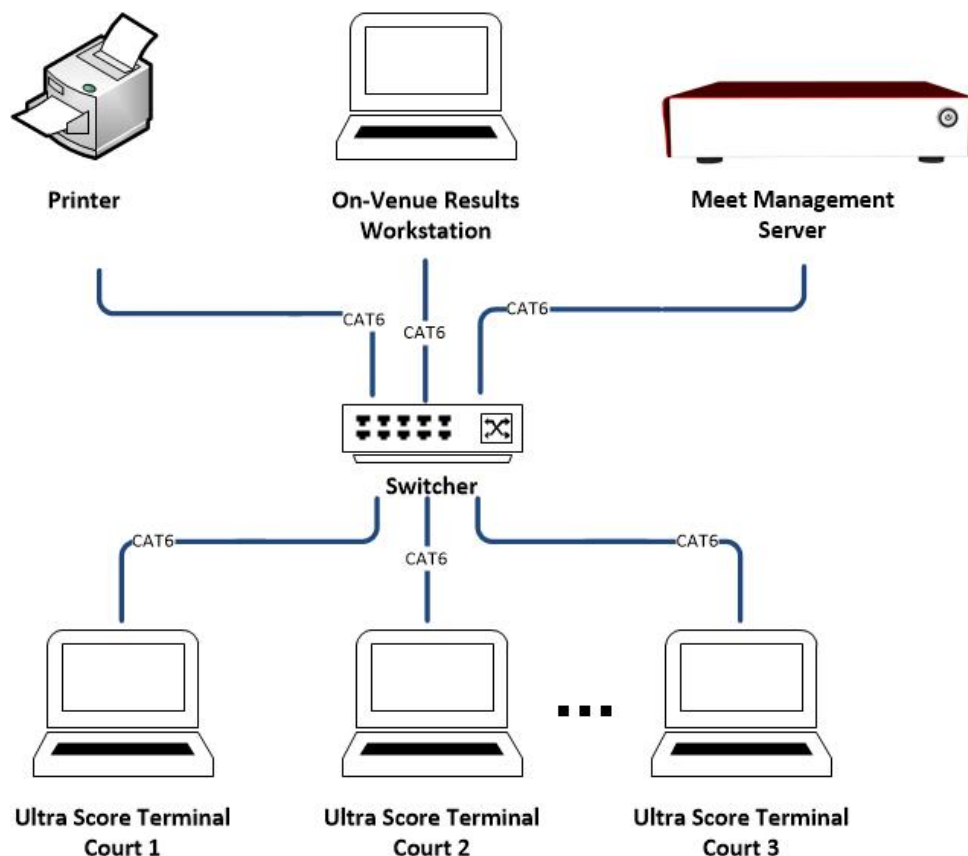 Printer
On-Venue Results
Workstation
Meet Management
Server
CAT6
CAT6
CAT6
Switcher
CAT6
CAT6
CAT6
...
Ultra Score Terminal
Court 1
Ultra Score Terminal
Court 2
Ultra Score Terminal
Court 3